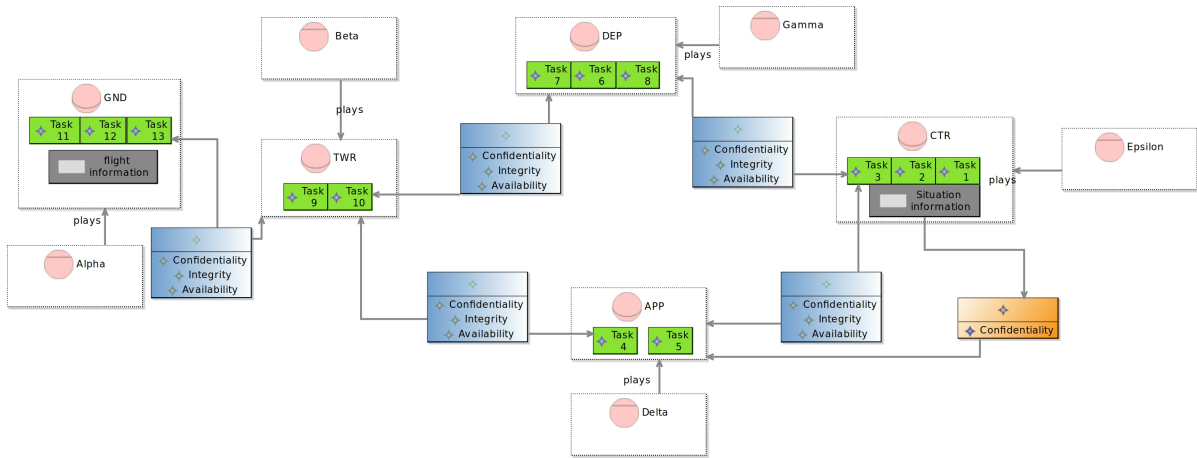 Beta
plays
DEP
Task Task Task
7 6 8
Gamma
plays
GND
Task Task Task
11 12 13
flight
information
plays
Alpha
TWR
Task Task
9 10
Confidentiality
Integrity
Availability
Confidentiality
Integrity
Availability
Confidentiality
Integrity
Availability
CTR
Task Task Task
3 2 1
Situation
information
plays
Epsilon
Confidentiality
Integrity
Availability
APP
Task Task
4 5
plays
Delta
Confidentiality
Integrity
Availability
Confidentiality